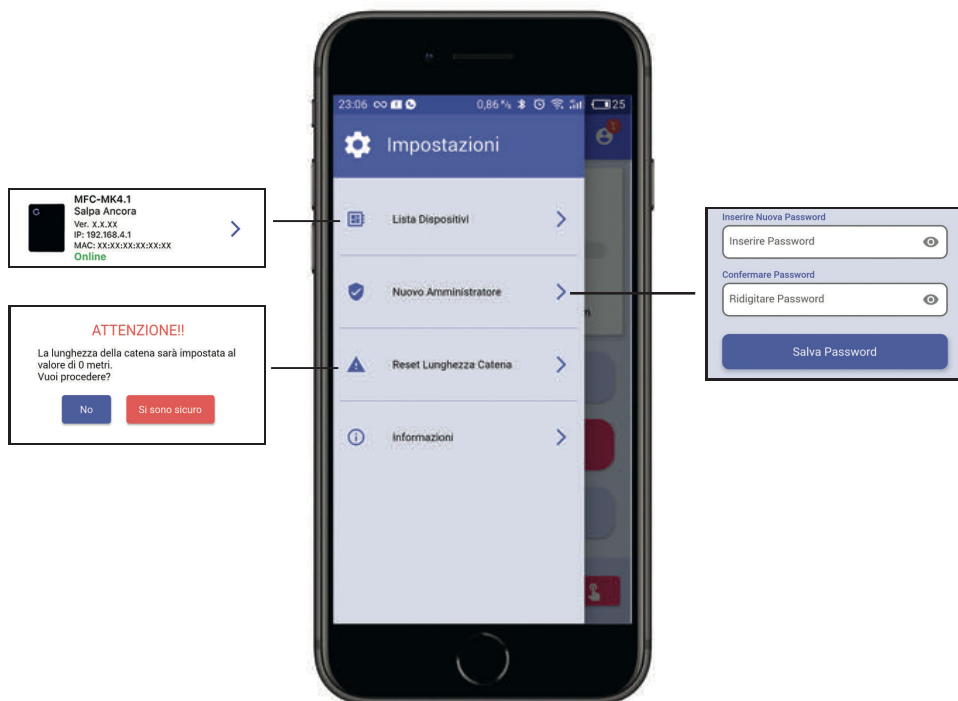 23:06
0,86 ᴷ/s
25
Impostazioni
1
Lista Dispositivi
Nuovo Amministratore
m
Reset Lunghezza Catena
Informazioni
G
MFC-MK4.1
Salpa Ancora
Ver. X.X.XX
IP: 192.168.4.1
MAC: XX:XX:XX:XX:XX:XX
Online
ATTENZIONE!!
La lunghezza della catena sarà impostata al
valore di 0 metri.
Vuoi procedere?
No
Si sono sicuro
Inserire Nuova Password
Inserire Password
Confermare Password
Ridigitare Password
Salva Password